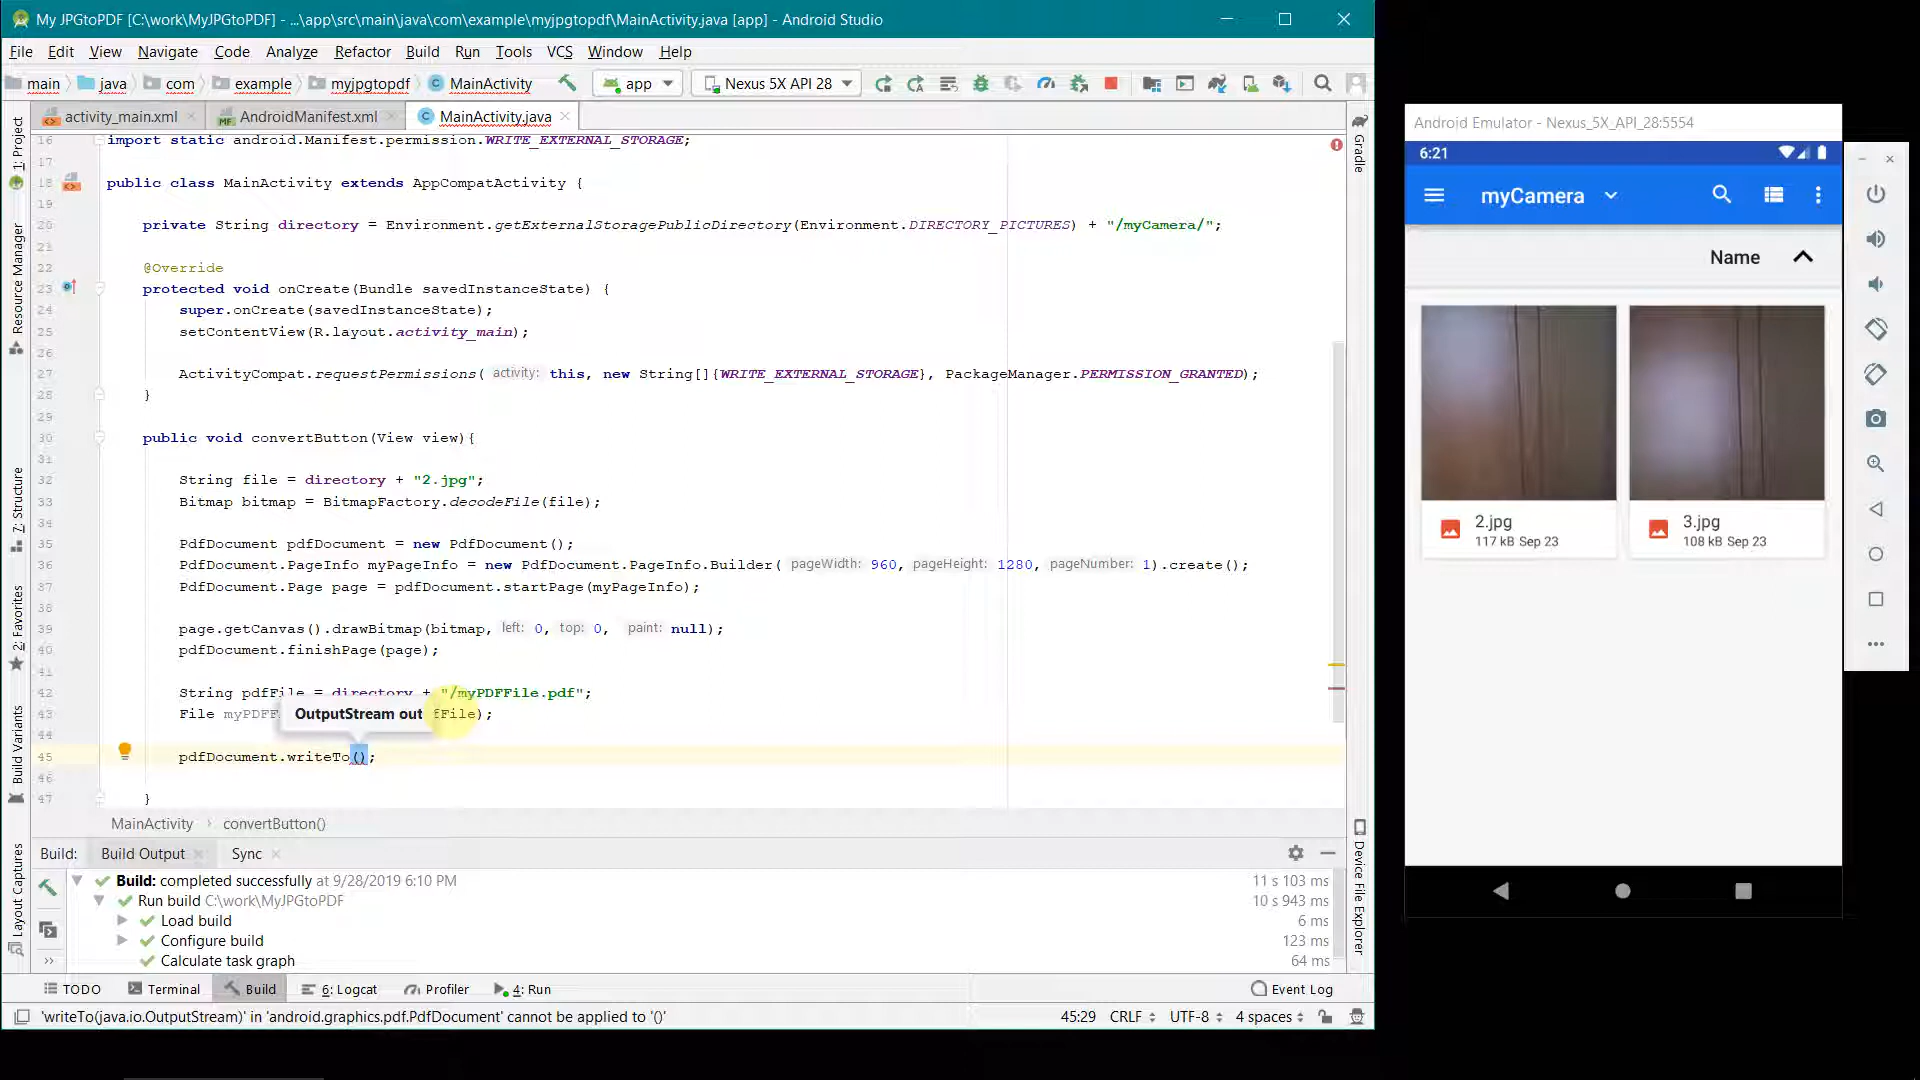 My JPGtoPDF [C:\work\MyJPGtoPDF] - ...\app\src\main\java\com\example\myjpgtopdf\MainActivity.java [app] - Android Studio
File Edit View Navigate Code Analyze Refactor Build Run Tools VCS Window Help
main java com example myjpgtopdf MainActivity app Nexus 5X API 28
activity_main.xml AndroidManifest.xml MainActivity.java
1: Project
Resource Manager
7: Structure
2: Favorites
Build Variants
Layout Captures
16 import static android.Manifest.permission.WRITE_EXTERNAL_STORAGE;
17
18 public class MainActivity extends AppCompatActivity {
19
20 private String directory = Environment.getExternalStoragePublicDirectory(Environment.DIRECTORY_PICTURES) + "/myCamera/";
21
22 @Override
23 protected void onCreate(Bundle savedInstanceState) {
24 super.onCreate(savedInstanceState);
25 setContentView(R.layout.activity_main);
26
27 ActivityCompat.requestPermissions( activity: this, new String[]{WRITE_EXTERNAL_STORAGE}, PackageManager.PERMISSION_GRANTED);
28 }
29
30 public void convertButton(View view){
31
32 String file = directory + "2.jpg";
33 Bitmap bitmap = BitmapFactory.decodeFile(file);
34
35 PdfDocument pdfDocument = new PdfDocument();
36 PdfDocument.PageInfo myPageInfo = new PdfDocument.PageInfo.Builder( pageWidth: 960, pageHeight: 1280, pageNumber: 1).create();
37 PdfDocument.Page page = pdfDocument.startPage(myPageInfo);
38
39 page.getCanvas().drawBitmap(bitmap, left: 0, top: 0, paint: null);
40 pdfDocument.finishPage(page);
41
42 String pdfFile = directory + "/myPDFFile.pdf";
43 File myPDFF OutputStream out fFile);
44
45 pdfDocument.writeTo();
46
47 }
MainActivity convertButton()
Gradle
Device File Explorer
Build: Build Output Sync
Build: completed successfully at 9/28/2019 6:10 PM 11 s 103 ms
Run build C:\work\MyJPGtoPDF 10 s 943 ms
Load build 6 ms
Configure build 123 ms
Calculate task graph 64 ms
TODO Terminal Build 6: Logcat Profiler 4: Run Event Log
'writeTo(java.io.OutputStream)' in 'android.graphics.pdf.PdfDocument' cannot be applied to '()' 45:29 CRLF UTF-8 4 spaces
Android Emulator - Nexus_5X_API_28:5554
6:21
myCamera
Name
2.jpg
117 kB Sep 23
3.jpg
108 kB Sep 23